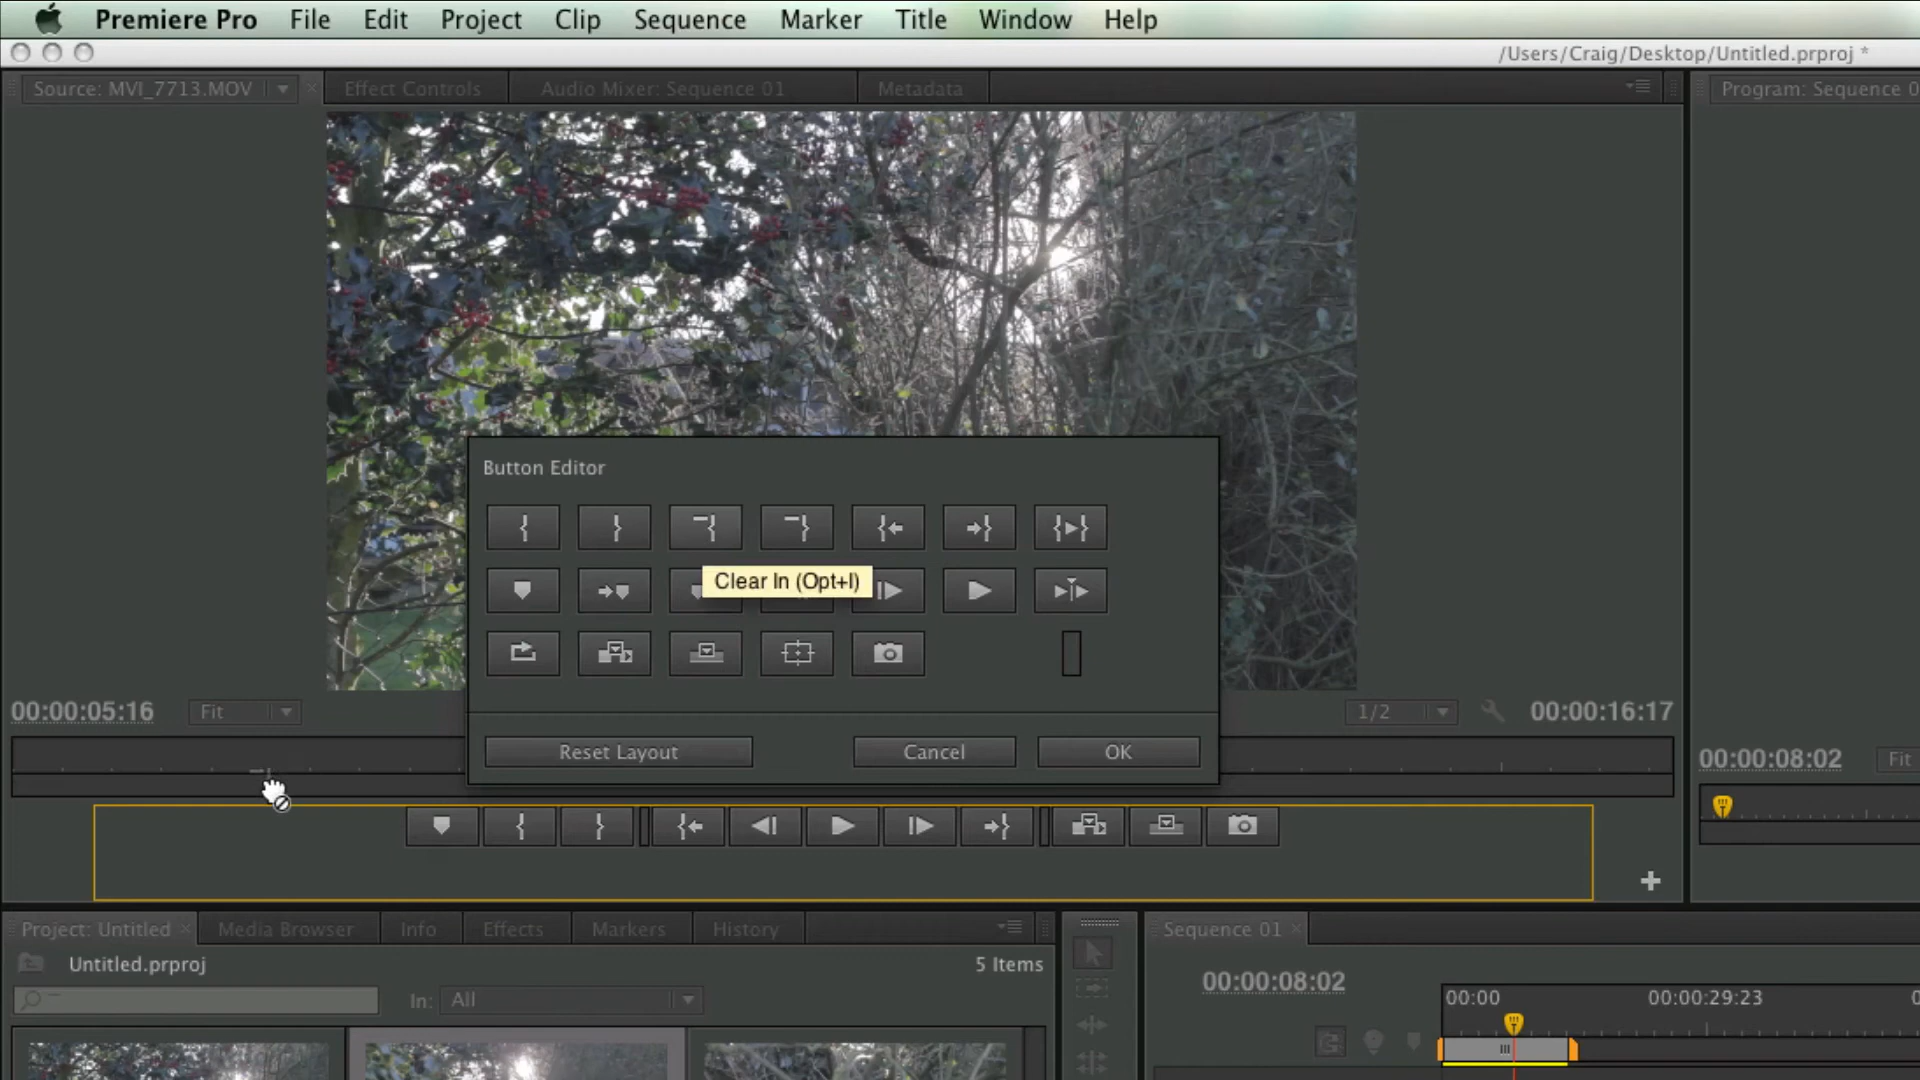 Premiere Pro File Edit Project Clip Sequence Marker Title Window Help
/Users/Craig/Desktop/Untitled.prproj *
Source: MVI_7713.MOV Effect Controls Audio Mixer: Sequence 01 Metadata Program: Sequence 0
Button Editor
Clear In (Opt+I)
00:00:05:16 Fit 1/2 00:00:16:17
Reset Layout Cancel OK
00:00:08:02 Fit
Project: Untitled Media Browser Info Effects Markers History Sequence 01
Untitled.prproj 5 Items
00:00:08:02
In: All
00:00 00:00:29:23